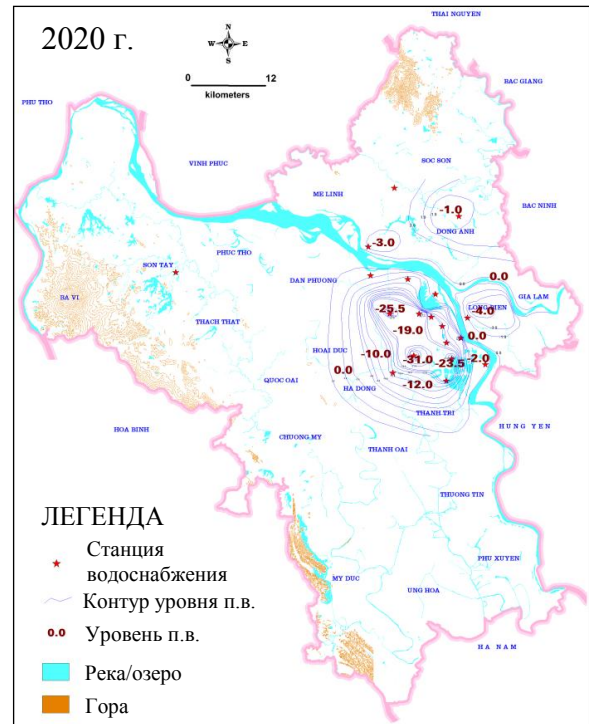 THAI NGUYEN
2020 г.
N
W E
S
0 12
kilometers
BAC GIANG
PHU THO
VINH PHUC
SOC SON
ME LINH
BAC NINH
-1.0
DONG ANH
-3.0
SON TAY
PHUC THO
DAN PHUONG
0.0
GIA LAM
BA VI
THACH THAT
-25.5
LONG BIEN
-4.0
-19.0
0.0
HOAI DUC
-10.0
-31.0
-23.5
-2.0
0.0
QUOC OAI
HA DONG
-12.0
THANH TRI
HUNG YEN
HOA BINH
CHUONG MY
THANH OAI
THUONG TIN
ЛЕГЕНДА
Станция
водоснабжения
PHU XUYEN
Контур уровня п.в.
MY DUC
UNG HOA
0.0 Уровень п.в.
HA NAM
Река/озеро
Гора